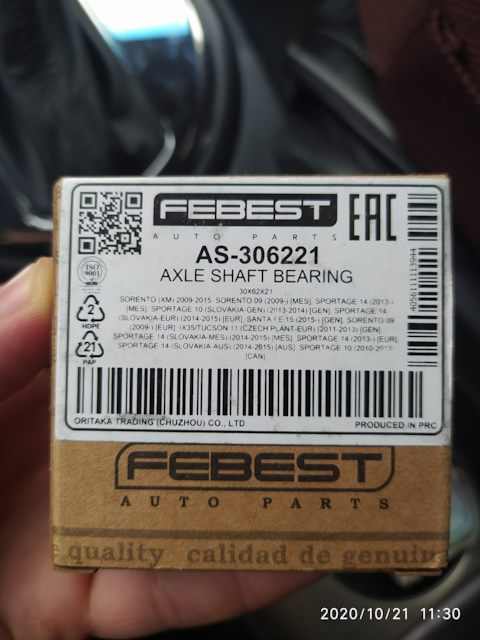 FEBEST
EAC
AUTO PARTS
AS-306221
AXLE SHAFT BEARING
30X62X21
SORENTO (XM) 2009-2015 SORENTO 09 (2009-) [MES], SPORTAGE 14 (2013-)
[MES], SPORTAGE 10 (SLOVAKIA-GEN) (2013-2014) [GEN], SPORTAGE 14
(SLOVAKIA-EUR) (2014-2015) [EUR], SANTA FE 15 (2015-) [GEN], SORENTO 09
(2009-) [EUR], IX35/TUCSON 11 (CZECH PLANT-EUR) (2011-2013) [GEN],
SPORTAGE 14 (SLOVAKIA-MES) (2014-2015) [MES], SPORTAGE 14 (2013-) [EUR],
SPORTAGE 14 (SLOVAKIA-AUS) (2014-2015) [AUS], SPORTAGE 10 (2010-2013)
[CAN]
ISO
9001
2
HDPE
21
PAP
4056111113944
ORITAKA TRADING (CHUZHOU) CO., LTD
PRODUCED IN PRC
FEBEST
AUTO PARTS
quality calidad de genuin
2020/10/21 11:30